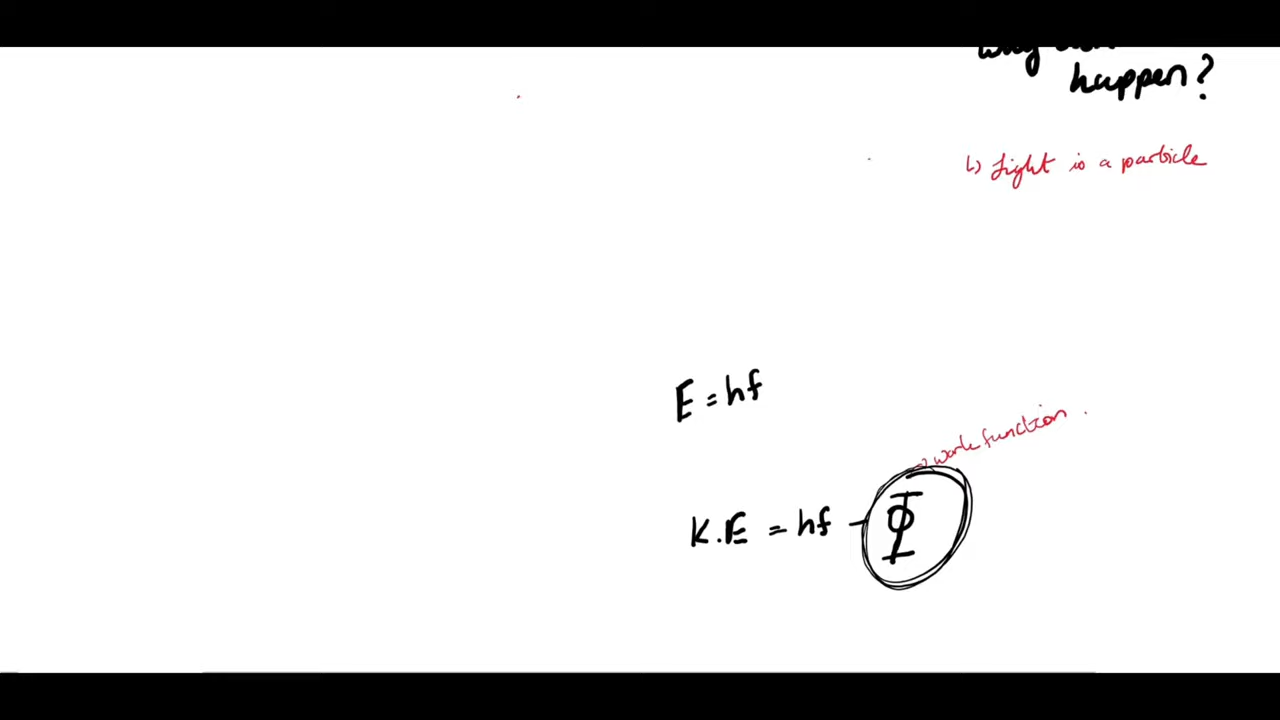 happen?
↳ Light is a particle
E = hf
→ work function.
K.E = hf - Φ